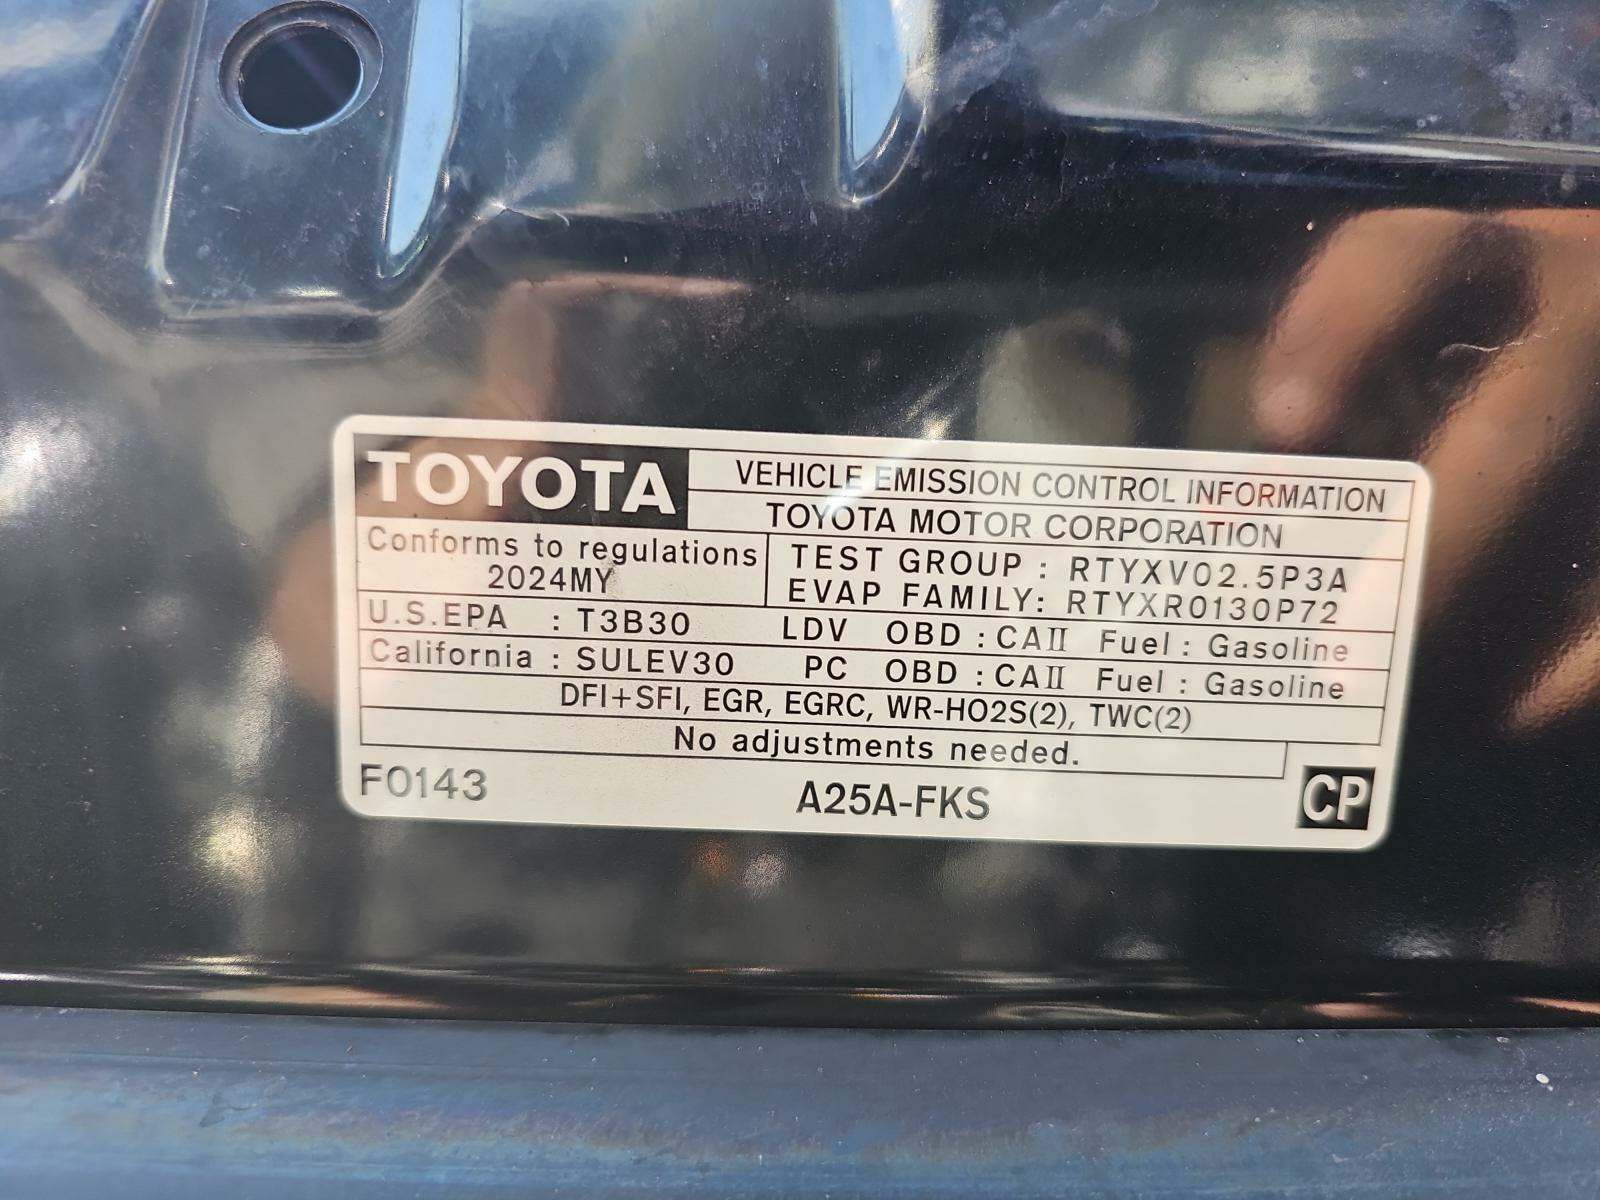 TOYOTA
VEHICLE EMISSION CONTROL INFORMATION
TOYOTA MOTOR CORPORATION
Conforms to regulations
2024MY
TEST GROUP : RTYXV02.5P3A
EVAP FAMILY: RTYXR0130P72
U.S.EPA : T3B30 LDV OBD : CAII Fuel : Gasoline
California : SULEV30 PC OBD : CAII Fuel : Gasoline
DFI+SFI, EGR, EGRC, WR-HO2S(2), TWC(2)
No adjustments needed.
F0143 A25A-FKS CP